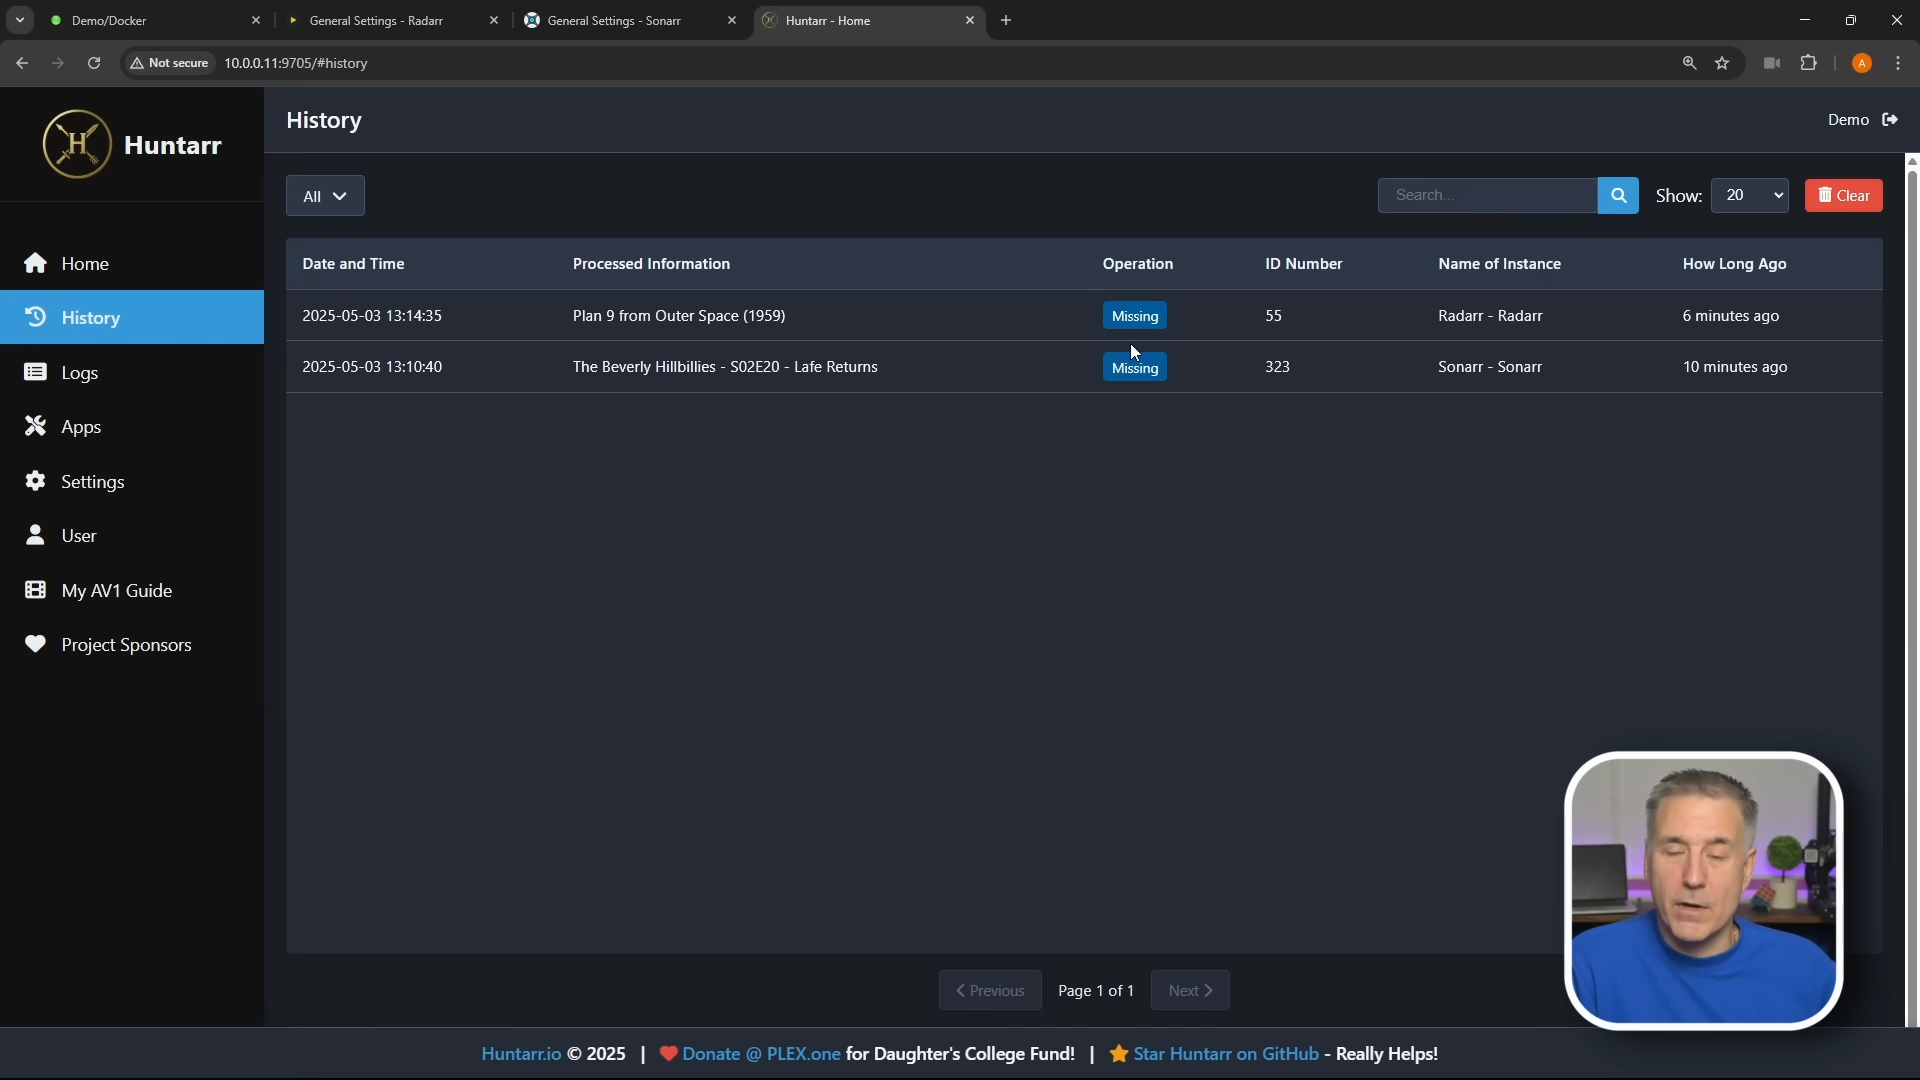 Demo/Docker
General Settings - Radarr
General Settings - Sonarr
Huntarr - Home
Not secure
10.0.0.11:9705/#history
A
H
Huntarr
History
Demo
Home
History
Logs
Apps
Settings
User
My AV1 Guide
Project Sponsors
All
Search...
Show:
20
Clear
Date and Time Processed Information Operation ID Number Name of Instance How Long Ago
2025-05-03 13:14:35 Plan 9 from Outer Space (1959) Missing 55 Radarr - Radarr 6 minutes ago
2025-05-03 13:10:40 The Beverly Hillbillies - S02E20 - Lafe Returns Missing 323 Sonarr - Sonarr 10 minutes ago
Previous Page 1 of 1 Next
Huntarr.io © 2025 | Donate @ PLEX.one for Daughter's College Fund! | Star Huntarr on GitHub - Really Helps!